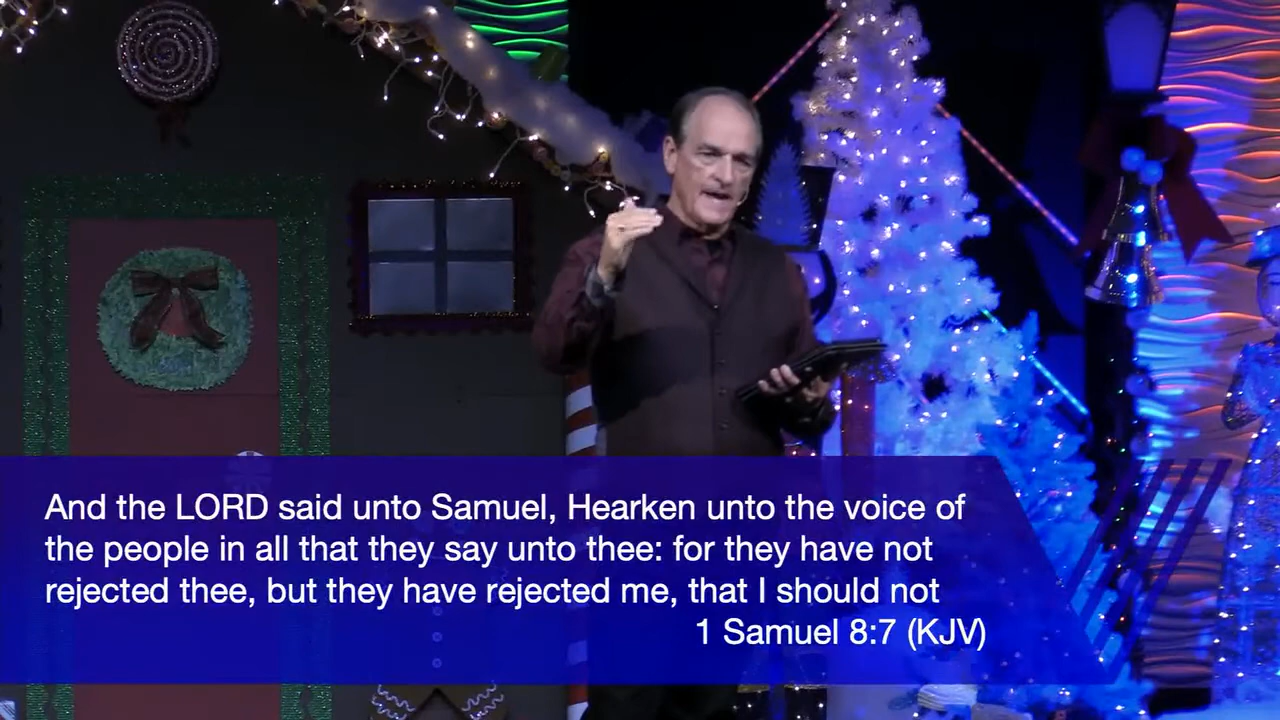 And the LORD said unto Samuel, Hearken unto the voice of
the people in all that they say unto thee: for they have not
rejected thee, but they have rejected me, that I should not
1 Samuel 8:7 (KJV)